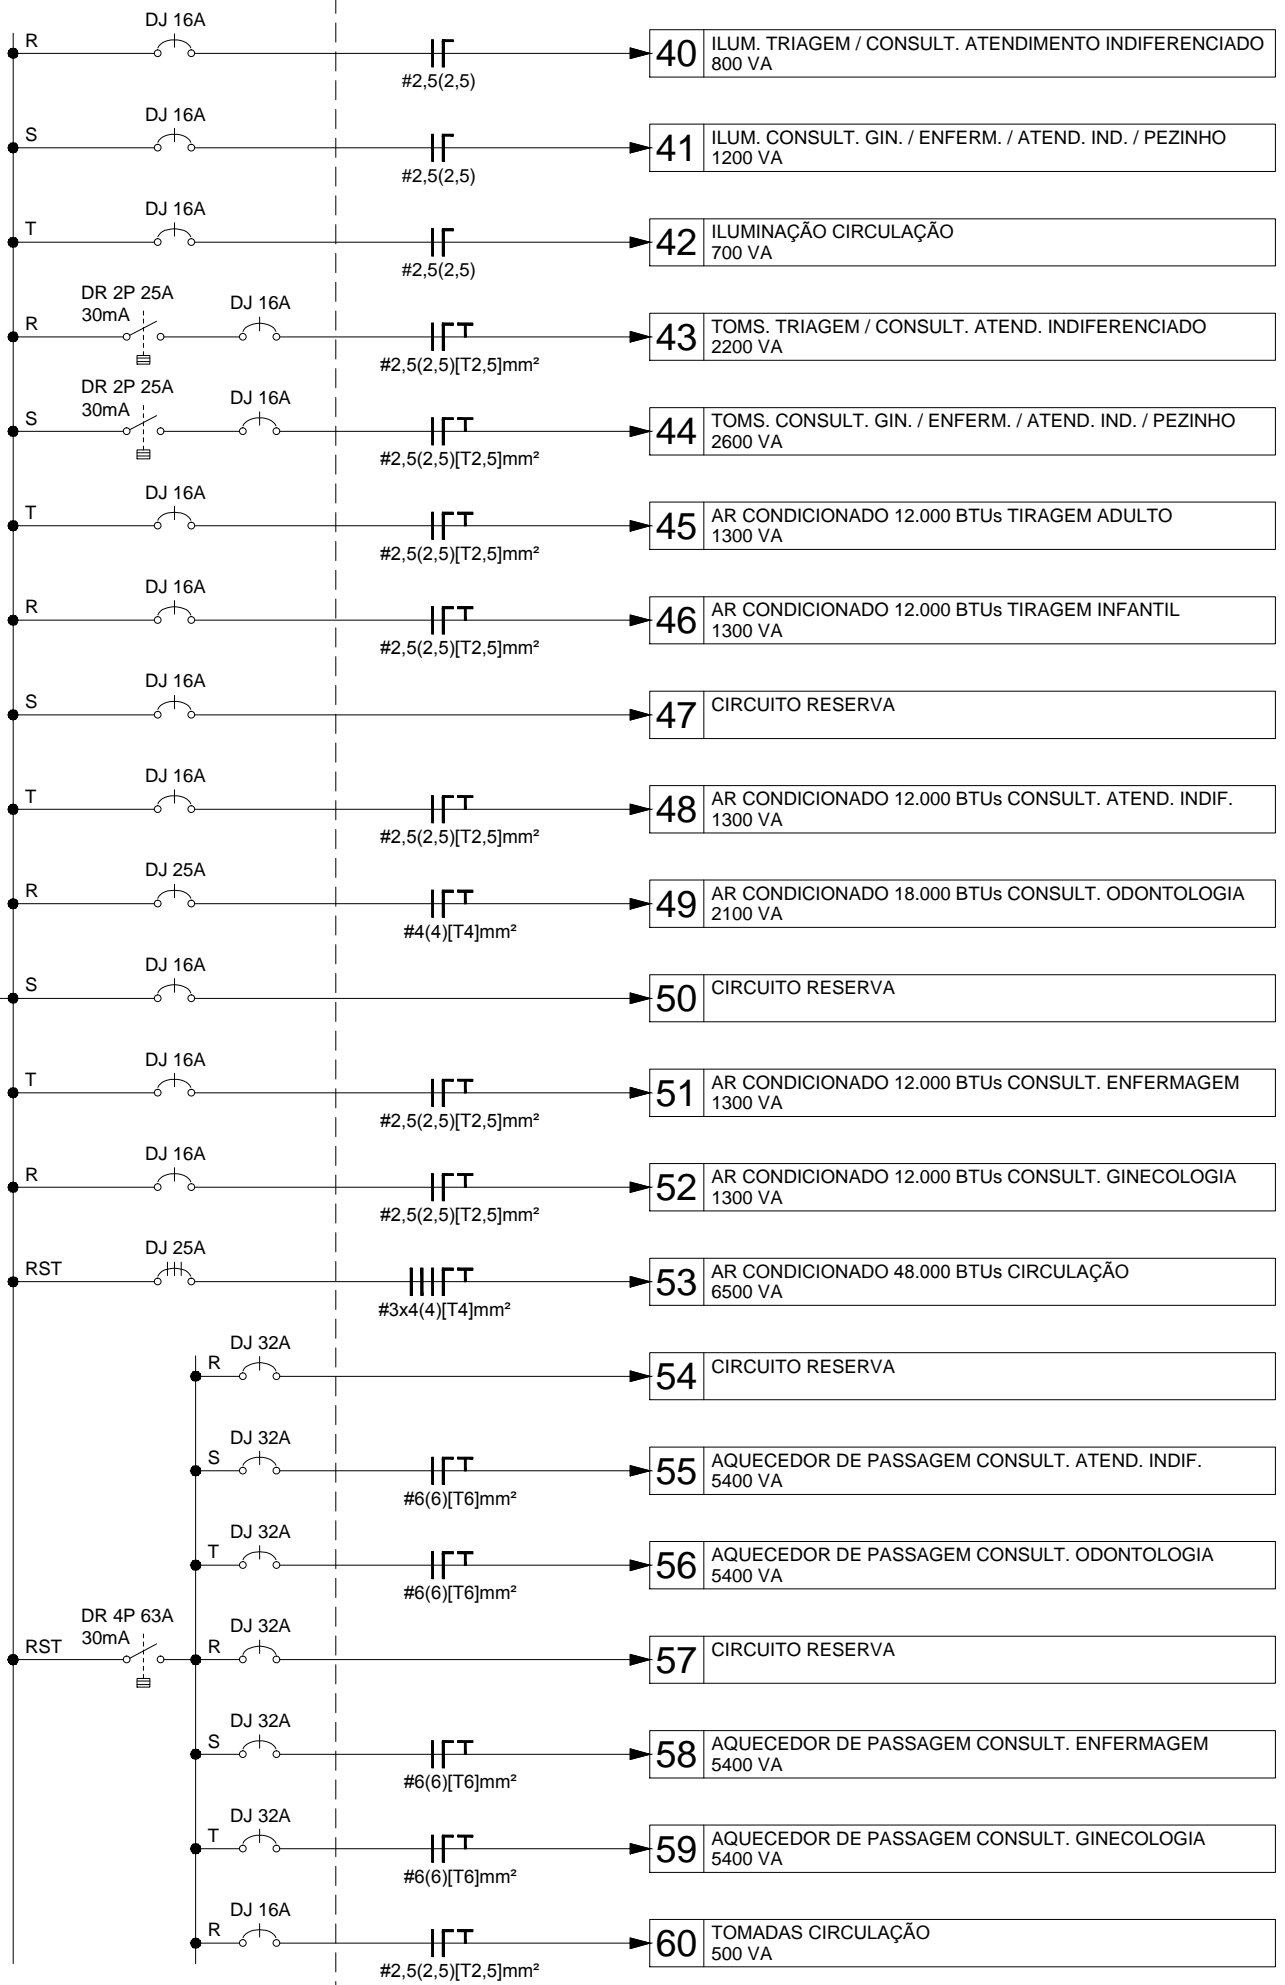 DJ 16A
R
#2,5(2,5)
40
ILUM. TRIAGEM / CONSULT. ATENDIMENTO INDIFERENCIADO
800 VA
DJ 16A
S
#2,5(2,5)
41
ILUM. CONSULT. GIN. / ENFERM. / ATEND. IND. / PEZINHO
1200 VA
DJ 16A
T
#2,5(2,5)
42
ILUMINAÇÃO CIRCULAÇÃO
700 VA
DR 2P 25A
30mA
DJ 16A
R
#2,5(2,5)[T2,5]mm²
43
TOMS. TRIAGEM / CONSULT. ATEND. INDIFERENCIADO
2200 VA
DR 2P 25A
30mA
DJ 16A
S
#2,5(2,5)[T2,5]mm²
44
TOMS. CONSULT. GIN. / ENFERM. / ATEND. IND. / PEZINHO
2600 VA
DJ 16A
T
#2,5(2,5)[T2,5]mm²
45
AR CONDICIONADO 12.000 BTUs TIRAGEM ADULTO
1300 VA
DJ 16A
R
#2,5(2,5)[T2,5]mm²
46
AR CONDICIONADO 12.000 BTUs TIRAGEM INFANTIL
1300 VA
DJ 16A
S
47
CIRCUITO RESERVA
DJ 16A
T
#2,5(2,5)[T2,5]mm²
48
AR CONDICIONADO 12.000 BTUs CONSULT. ATEND. INDIF.
1300 VA
DJ 25A
R
#4(4)[T4]mm²
49
AR CONDICIONADO 18.000 BTUs CONSULT. ODONTOLOGIA
2100 VA
DJ 16A
S
50
CIRCUITO RESERVA
DJ 16A
T
#2,5(2,5)[T2,5]mm²
51
AR CONDICIONADO 12.000 BTUs CONSULT. ENFERMAGEM
1300 VA
DJ 16A
R
#2,5(2,5)[T2,5]mm²
52
AR CONDICIONADO 12.000 BTUs CONSULT. GINECOLOGIA
1300 VA
DJ 25A
RST
#3x4(4)[T4]mm²
53
AR CONDICIONADO 48.000 BTUs CIRCULAÇÃO
6500 VA
DJ 32A
R
54
CIRCUITO RESERVA
DJ 32A
S
#6(6)[T6]mm²
55
AQUECEDOR DE PASSAGEM CONSULT. ATEND. INDIF.
5400 VA
DJ 32A
T
#6(6)[T6]mm²
56
AQUECEDOR DE PASSAGEM CONSULT. ODONTOLOGIA
5400 VA
DR 4P 63A
30mA
RST
DJ 32A
R
57
CIRCUITO RESERVA
DJ 32A
S
#6(6)[T6]mm²
58
AQUECEDOR DE PASSAGEM CONSULT. ENFERMAGEM
5400 VA
DJ 32A
T
#6(6)[T6]mm²
59
AQUECEDOR DE PASSAGEM CONSULT. GINECOLOGIA
5400 VA
DJ 16A
R
#2,5(2,5)[T2,5]mm²
60
TOMADAS CIRCULAÇÃO
500 VA